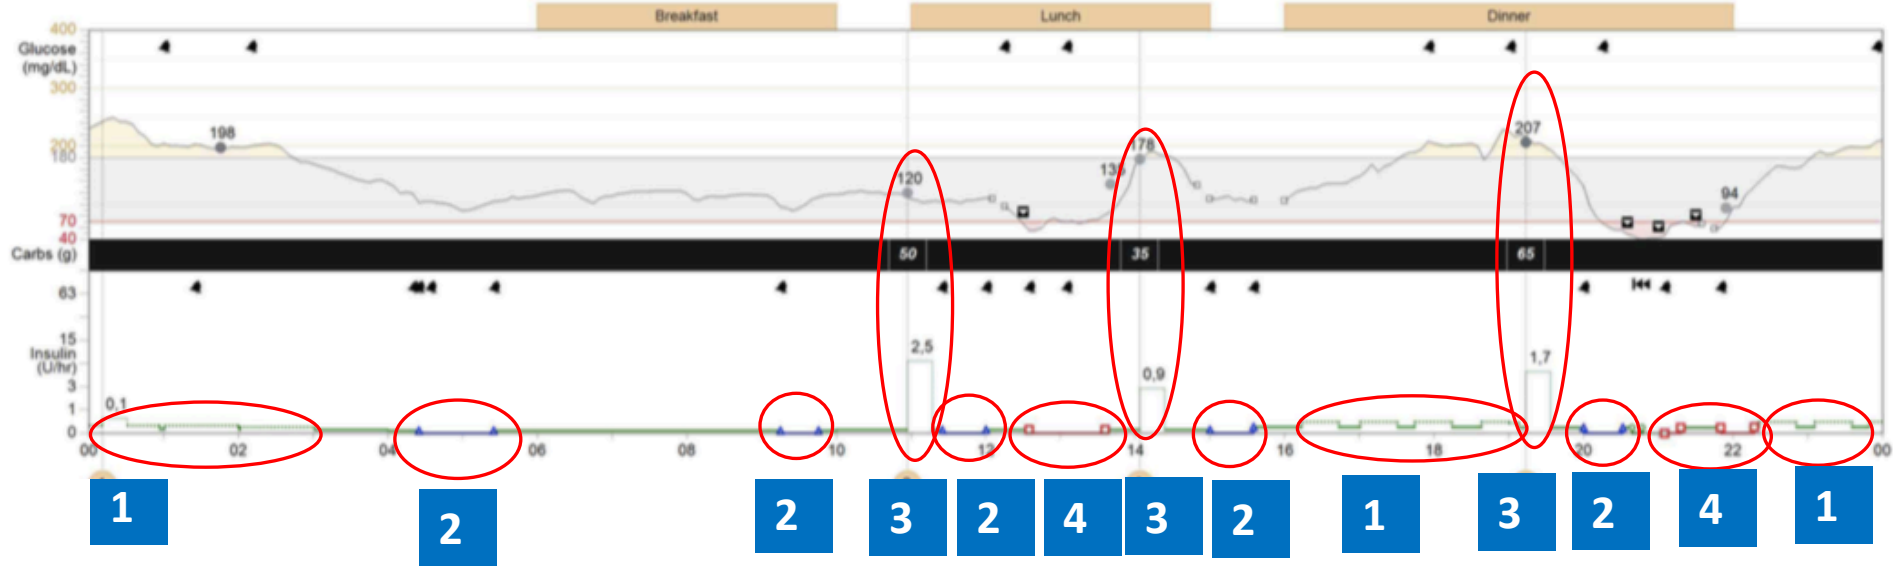 Breakfast Lunch Dinner
400
Glucose
(mg/dL)
300
200
180
70
40
198
120
13
178
207
94
Carbs (g) 50 35 65
63
15
Insulin
(U/hr)
3
1
0
0,1
2,5
0,9
1,7
00 02 04 06 08 10 12 14 16 18 20 22 00
1 2 2 3 2 4 3 2 1 3 2 4 1